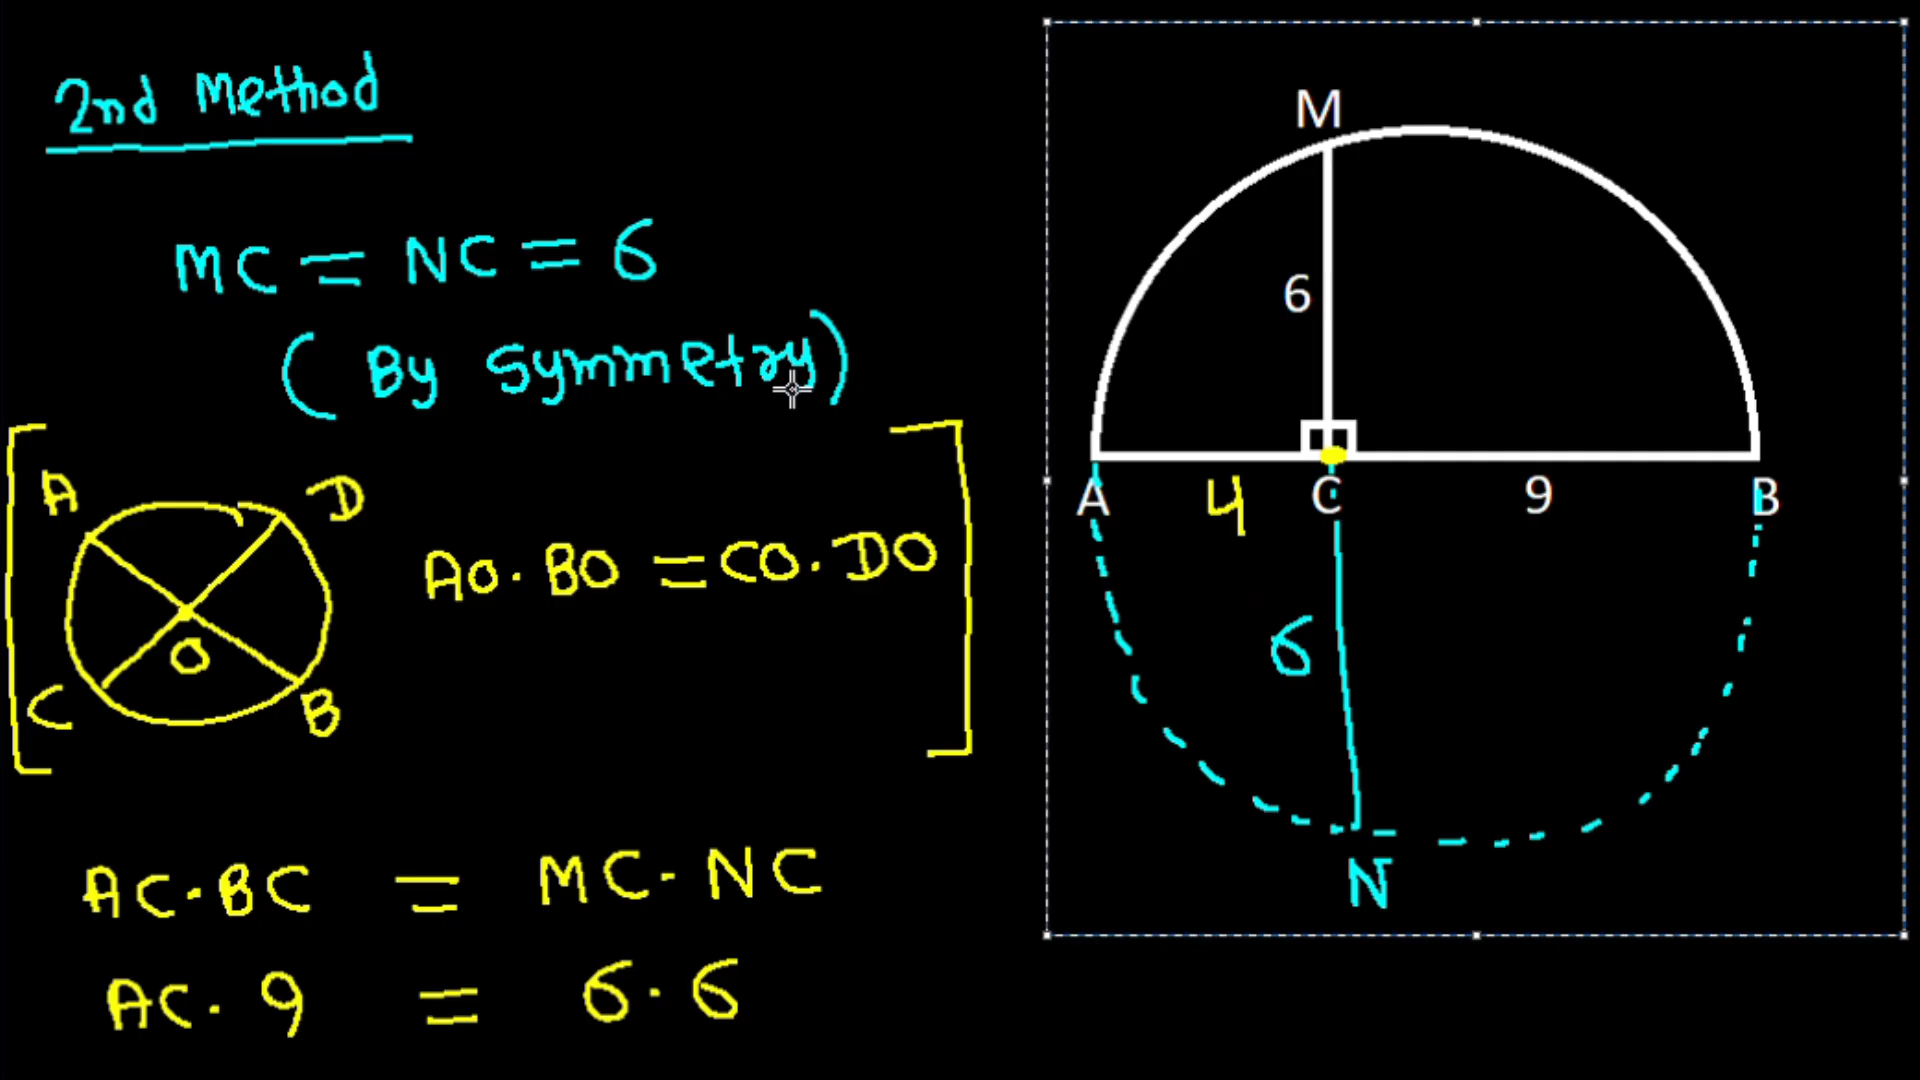 2nd Method
MC = NC = 6
(By Symmetry)
A
D
AO · BO = CO · DO
O
C
B
AC · BC = MC · NC
AC · 9 = 6 · 6
M
6
A 4 C 9 B
6
N